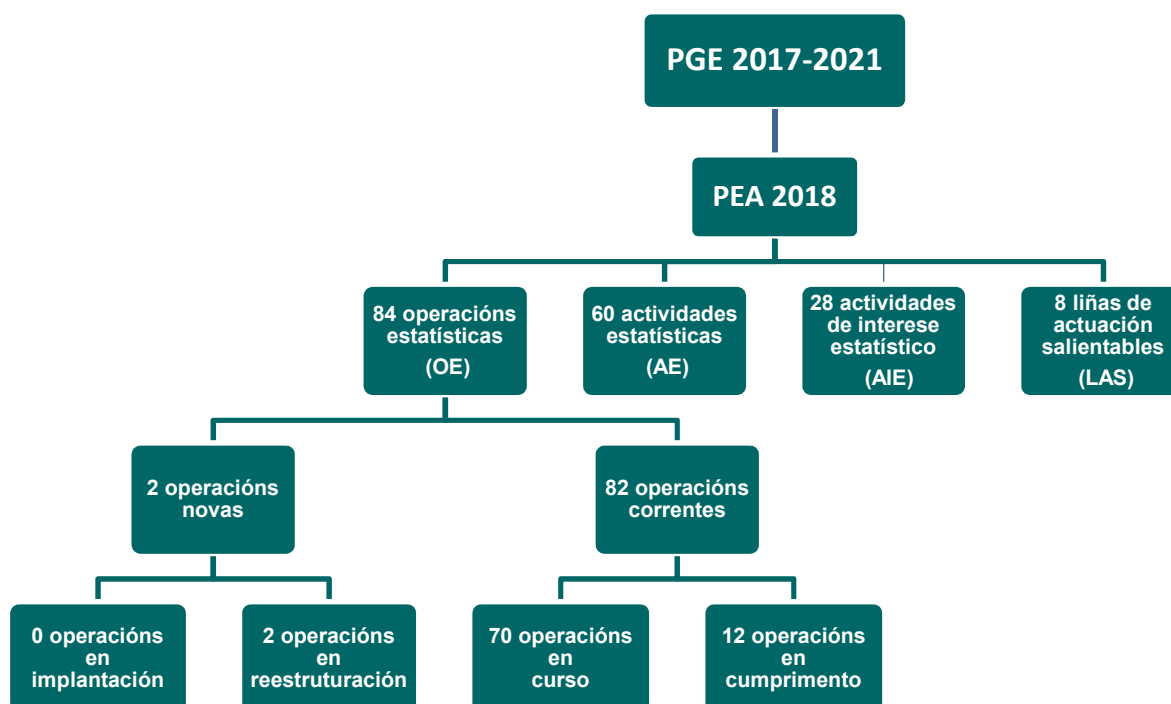 PGE 2017-2021
PEA 2018
84 operacións
estatísticas
(OE)
60 actividades
estatísticas
(AE)
28 actividades
de interese
estatístico
(AIE)
8 liñas de
actuación
salientables
(LAS)
2 operacións
novas
82 operacións
correntes
0 operacións
en
implantación
2 operacións
en
reestruturación
70 operacións
en
curso
12 operacións
en
cumprimento